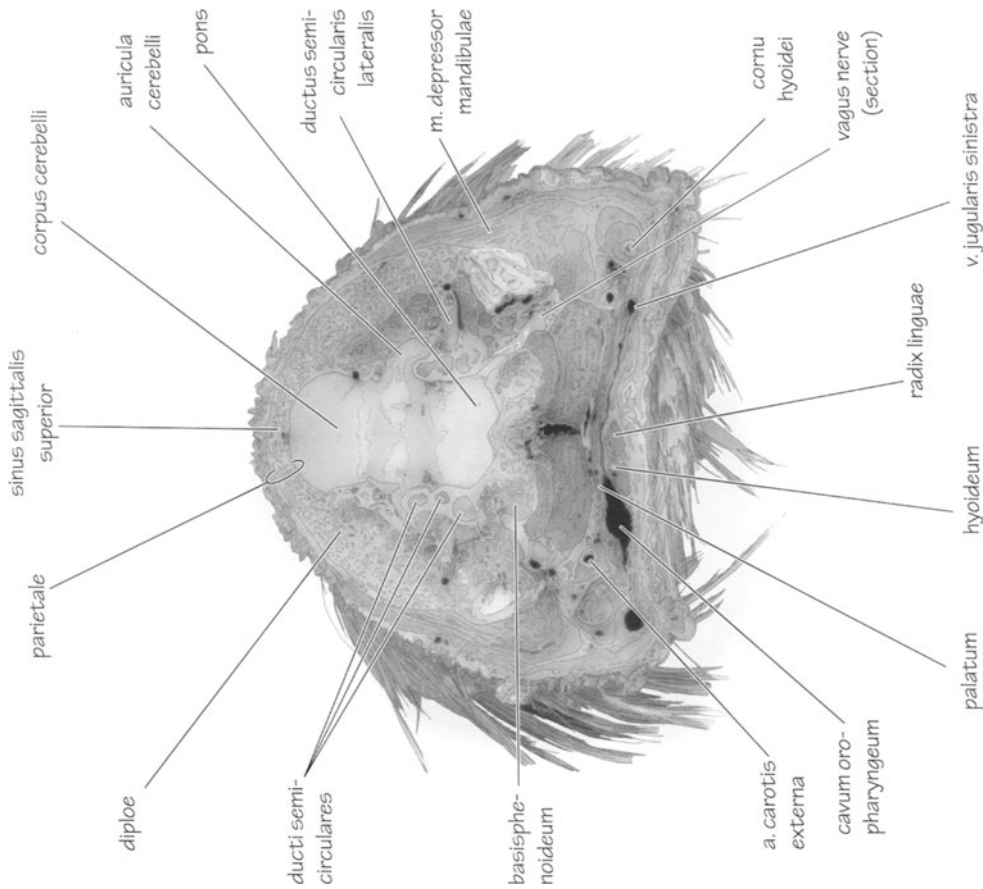 parietale
sinus sagittalis
superior
corpus cerebelli
auricula
cerebelli
pons
ductus semi-
circularis
lateralis
m. depressor
mandibulae
cornu
hyoidei
vagus nerve
(section)
v. jugularis sinistra
radix linguae
hyoideum
palatum
cavum oro-
pharyngeum
a. carotis
externa
basisphe-
noideum
ducti semi-
circulares
diploe